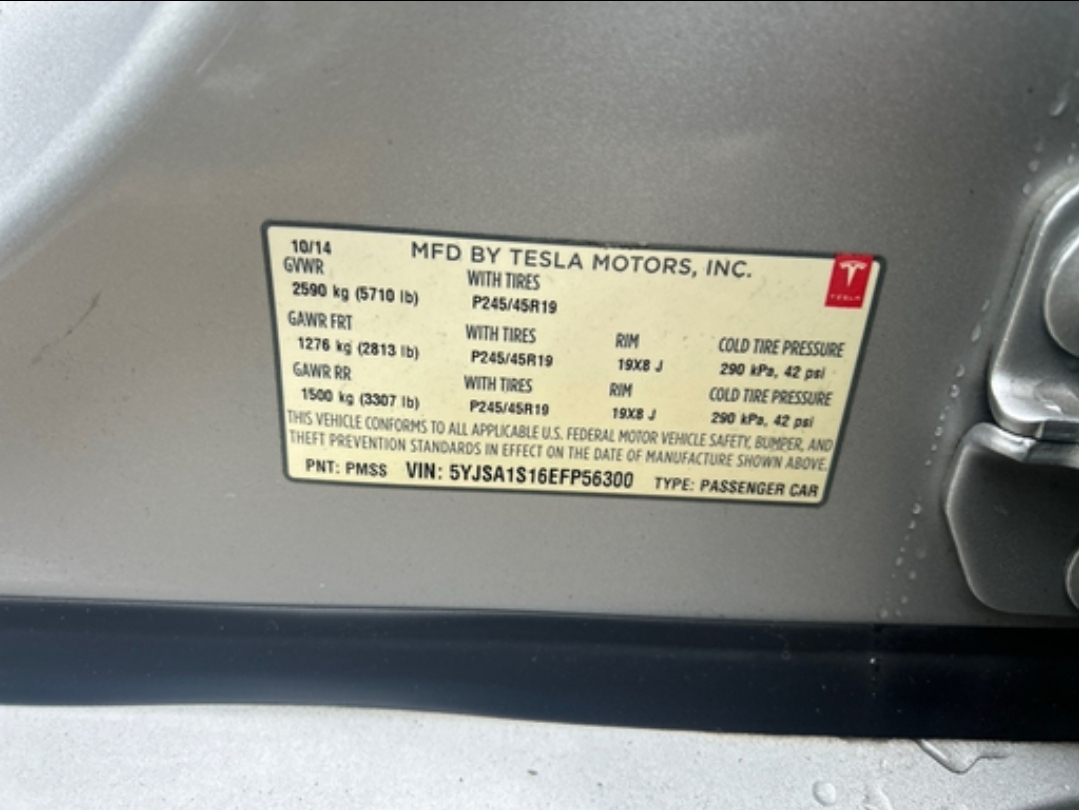 10/14 MFD BY TESLA MOTORS, INC.
GVWR WITH TIRES
2590 kg (5710 lb) P245/45R19
GAWR FRT WITH TIRES RIM COLD TIRE PRESSURE
1276 kg (2813 lb) P245/45R19 19X8 J 290 kPa, 42 psi
GAWR RR WITH TIRES RIM COLD TIRE PRESSURE
1500 kg (3307 lb) P245/45R19 19X8 J 290 kPa, 42 psi
THIS VEHICLE CONFORMS TO ALL APPLICABLE U.S. FEDERAL MOTOR VEHICLE SAFETY, BUMPER, AND
THEFT PREVENTION STANDARDS IN EFFECT ON THE DATE OF MANUFACTURE SHOWN ABOVE.
PNT: PMSS VIN: 5YJSA1S16EFP56300 TYPE: PASSENGER CAR
TESLA